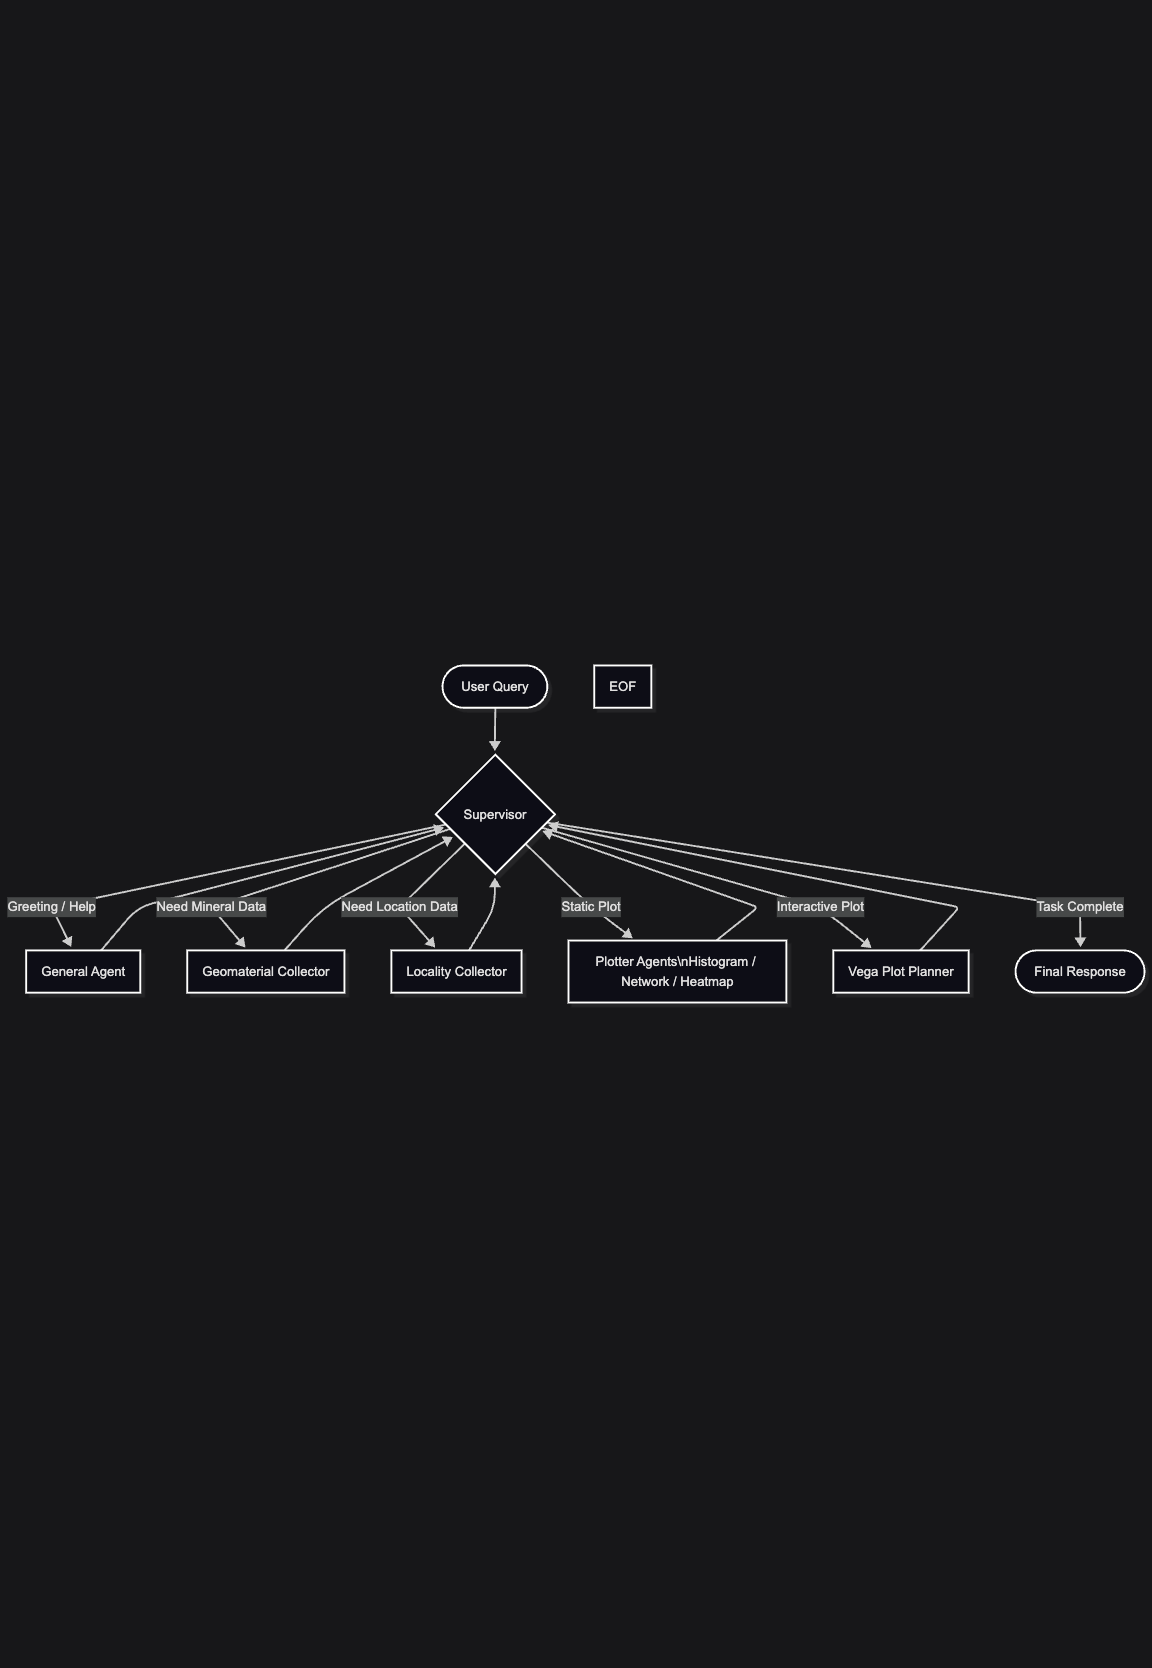 User Query
EOF
Supervisor
Greeting / Help
Need Mineral Data
Need Location Data
Static Plot
Interactive Plot
Task Complete
General Agent
Geomaterial Collector
Locality Collector
Plotter Agents\nHistogram /
Network / Heatmap
Vega Plot Planner
Final Response